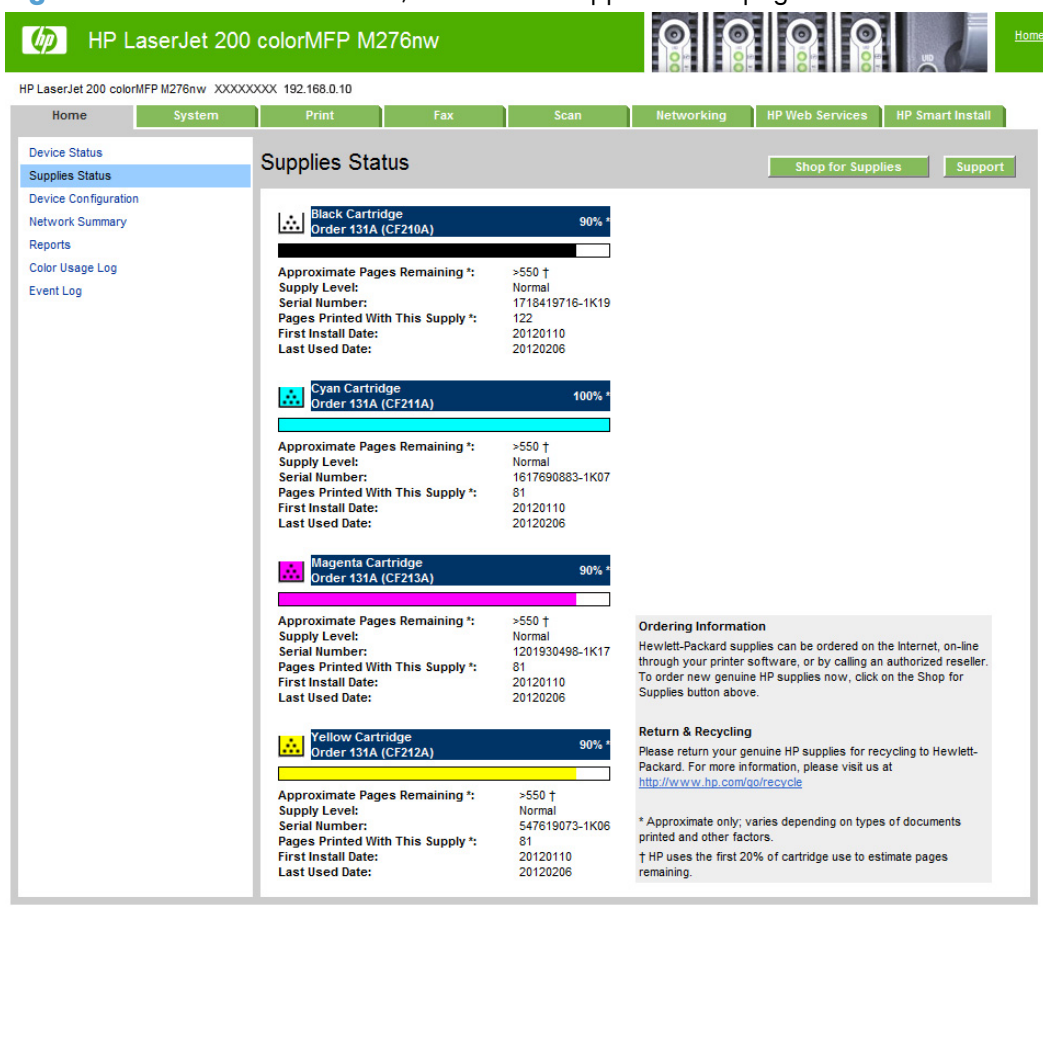 hp HP LaserJet 200 colorMFP M276nw
Home
HP LaserJet 200 colorMFP M276nw XXXXXXXX 192.168.0.10
Home System Print Fax Scan Networking HP Web Services HP Smart Install
Device Status
Supplies Status
Device Configuration
Network Summary
Reports
Color Usage Log
Event Log
Supplies Status
Shop for Supplies Support
Black Cartridge
Order 131A (CF210A) 90% *
Approximate Pages Remaining *: >550 †
Supply Level: Normal
Serial Number: 1718419716-1K19
Pages Printed With This Supply *: 122
First Install Date: 20120110
Last Used Date: 20120206
Cyan Cartridge
Order 131A (CF211A) 100% *
Approximate Pages Remaining *: >550 †
Supply Level: Normal
Serial Number: 1617690883-1K07
Pages Printed With This Supply *: 81
First Install Date: 20120110
Last Used Date: 20120206
Magenta Cartridge
Order 131A (CF213A) 90% *
Approximate Pages Remaining *: >550 †
Supply Level: Normal
Serial Number: 1201930498-1K17
Pages Printed With This Supply *: 81
First Install Date: 20120110
Last Used Date: 20120206
Yellow Cartridge
Order 131A (CF212A) 90% *
Approximate Pages Remaining *: >550 †
Supply Level: Normal
Serial Number: 547619073-1K06
Pages Printed With This Supply *: 81
First Install Date: 20120110
Last Used Date: 20120206
Ordering Information
Hewlett-Packard supplies can be ordered on the Internet, on-line
through your printer software, or by calling an authorized reseller.
To order new genuine HP supplies now, click on the Shop for
Supplies button above.
Return & Recycling
Please return your genuine HP supplies for recycling to Hewlett-
Packard. For more information, please visit us at
http://www.hp.com/go/recycle
* Approximate only; varies depending on types of documents
printed and other factors.
† HP uses the first 20% of cartridge use to estimate pages
remaining.